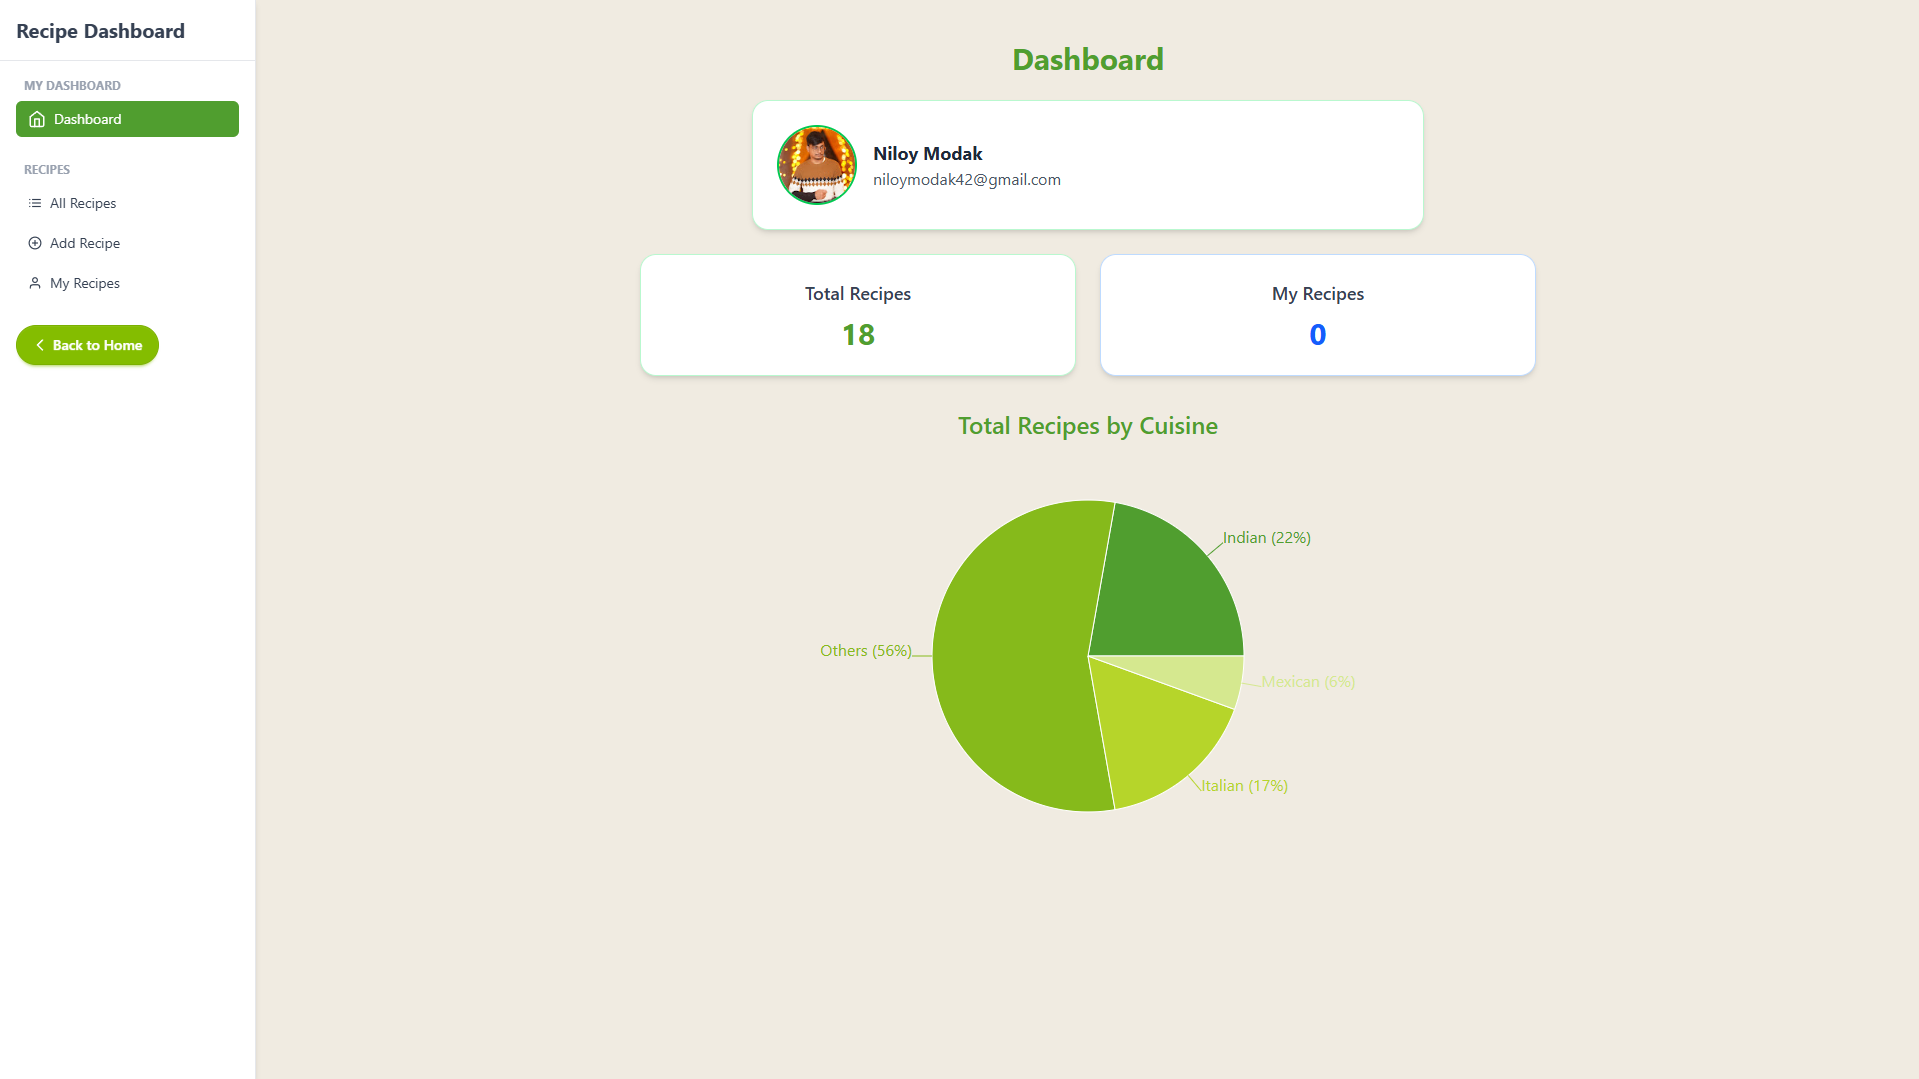 Recipe Dashboard
MY DASHBOARD
Dashboard
RECIPES
All Recipes
Add Recipe
My Recipes
Back to Home
Dashboard
Niloy Modak
niloymodak42@gmail.com
Total Recipes
18
My Recipes
0
Total Recipes by Cuisine
Indian (22%)
Others (56%)
Mexican (6%)
Italian (17%)